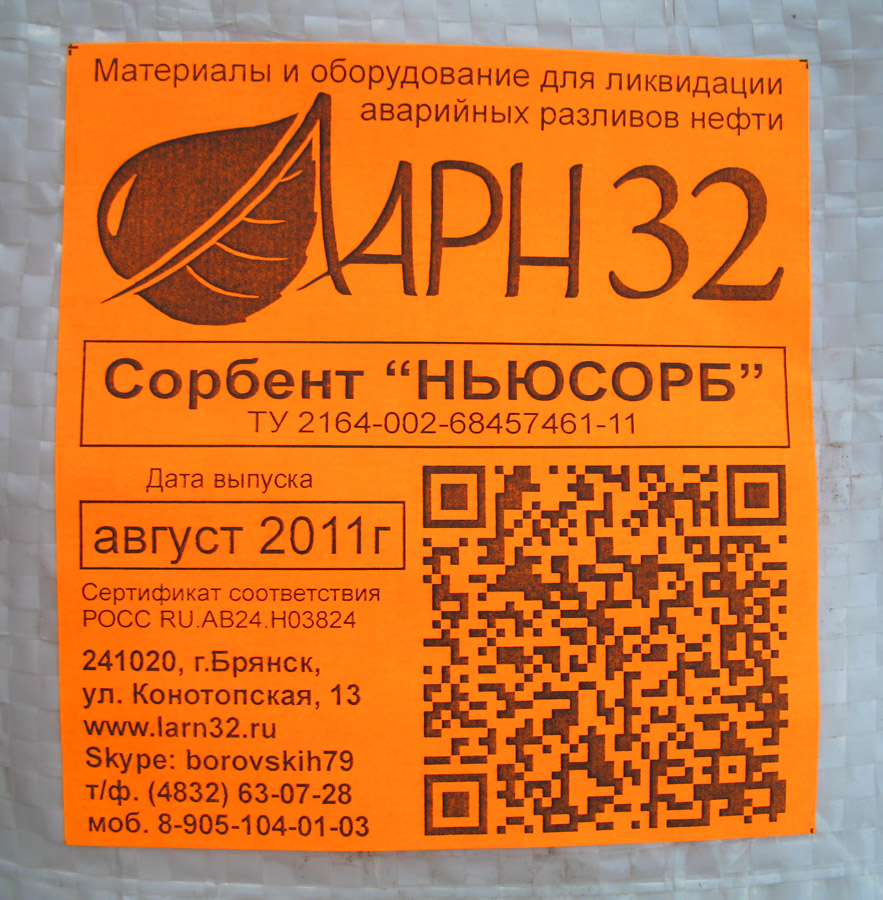 Материалы и оборудование для ликвидации
аварийных разливов нефти
ЛАРН 32
Сорбент “НЬЮСОРБ”
ТУ 2164-002-68457461-11
Дата выпуска
август 2011г
Сертификат соответствия
РОСС RU.АВ24.Н03824
241020, г.Брянск,
ул. Конотопская, 13
www.larn32.ru
Skype: borovskih79
т/ф. (4832) 63-07-28
моб. 8-905-104-01-03